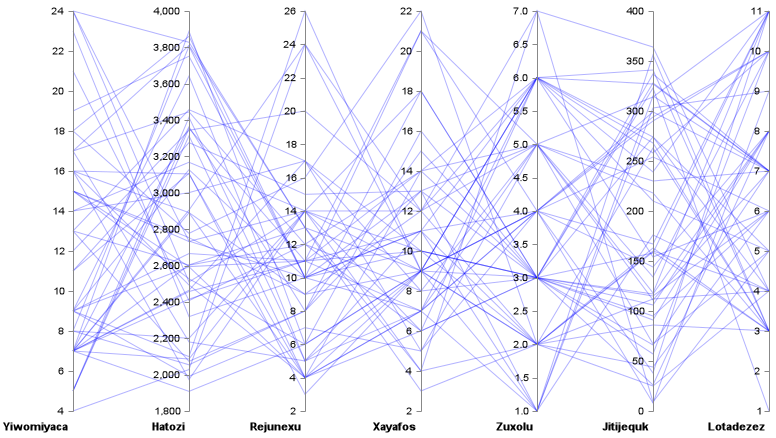 24 22 20 18 16 14 12 10 8 6 4
Yiwomiyaca
4,000 3,800 3,600 3,400 3,200 3,000 2,800 2,600 2,400 2,200 2,000 1,800
Hatozi
26 24 22 20 18 16 14 12 10 8 6 4 2
Rejunexu
22 20 18 16 14 12 10 8 6 4 2
Xayafos
7.0 6.5 6.0 5.5 5.0 4.5 4.0 3.5 3.0 2.5 2.0 1.5 1.0
Zuxolu
400 350 300 250 200 150 100 50 0
Jitijequk
11 10 9 8 7 6 5 4 3 2 1
Lotadezez